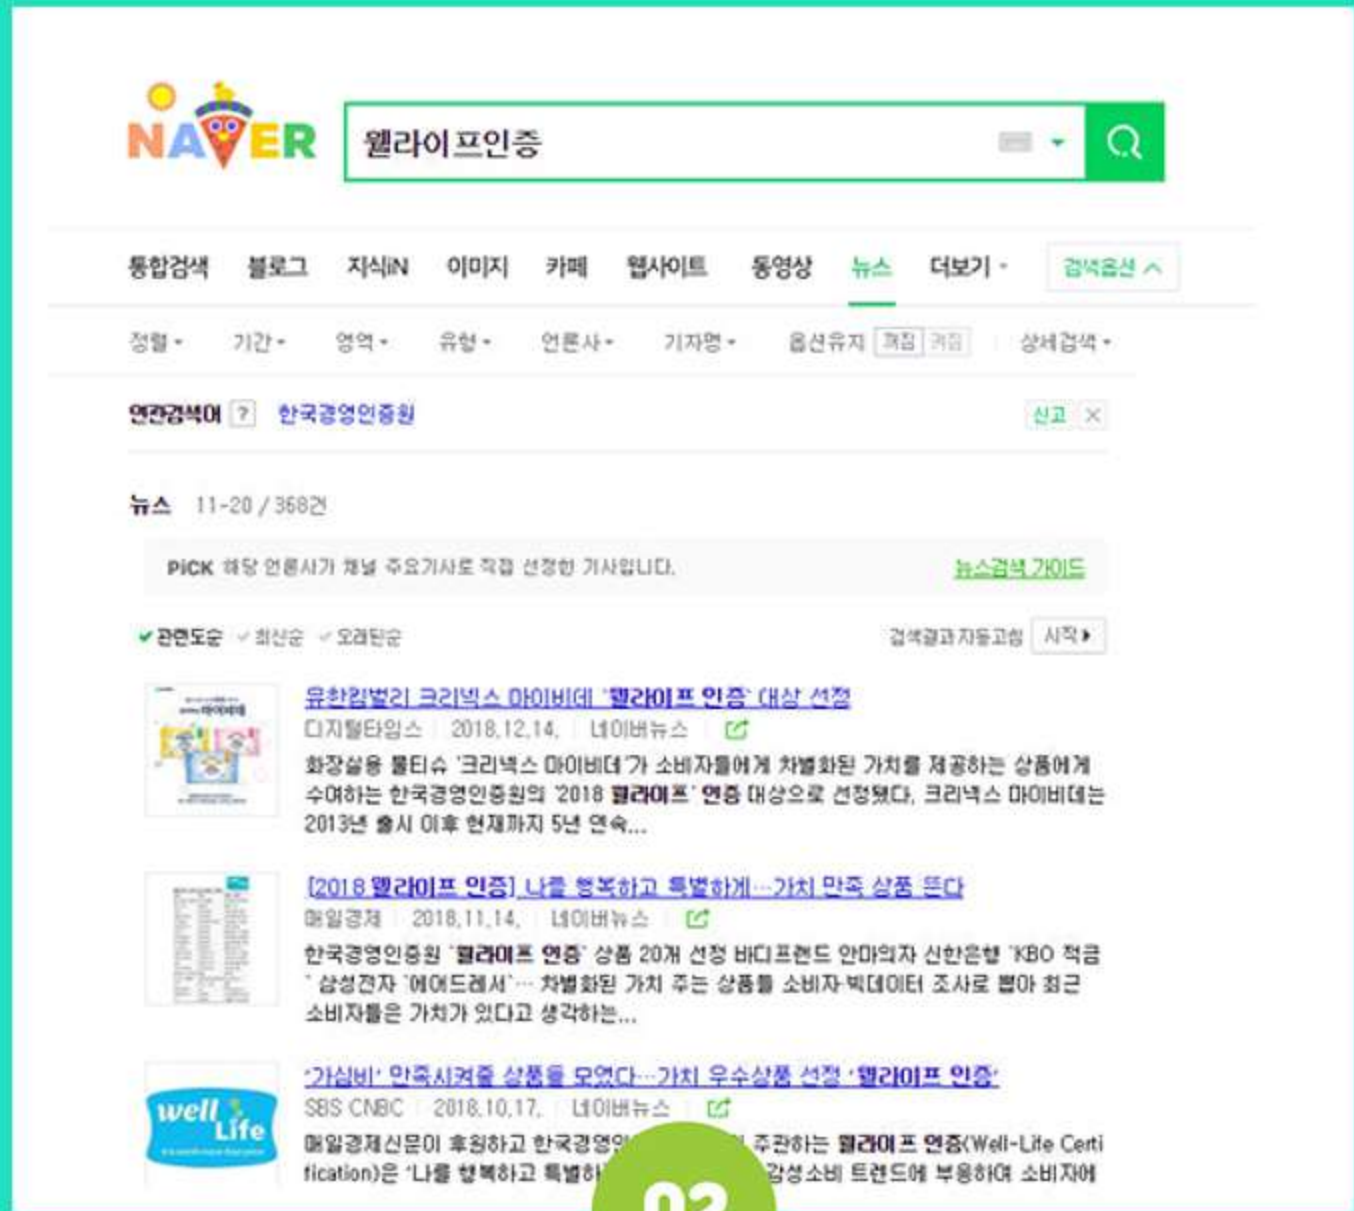 NAVER
웰라이프인증
통합검색 블로그 지식iN 이미지 카페 웹사이트 동영상 뉴스 더보기 검색옵션
정렬 기간 영역 유형 언론사 기자명 옵션유지 꺼짐 켜짐 상세검색
연관검색어 ? 한국경영인증원 신고 ×
뉴스 11-20 / 368건
PiCK 해당 언론사가 채널 주요기사로 직접 선정한 기사입니다. 뉴스검색 가이드
관련도순 최신순 오래된순 검색결과 자동고침 시작
유한킴벌리 크리넥스 마이비데 '웰라이프 인증' 대상 선정
디지털타임스 2018.12.14. 네이버뉴스
화장실용 물티슈 '크리넥스 마이비데'가 소비자들에게 차별화된 가치를 제공하는 상품에게
수여하는 한국경영인증원의 '2018 웰라이프' 인증 대상으로 선정됐다. 크리넥스 마이비데는
2013년 출시 이후 현재까지 5년 연속...
[2018 웰라이프 인증] 나를 행복하고 특별하게…가치 만족 상품 뜬다
매일경제 2018.11.14. 네이버뉴스
한국경영인증원 `웰라이프 인증` 상품 20개 선정 바디프랜드 안마의자 신한은행 `KBO 적금
` 삼성전자 `에어드레서`… 차별화된 가치 주는 상품들 소비자·빅데이터 조사로 뽑아 최근
소비자들은 가치가 있다고 생각하는...
'가심비' 만족시켜줄 상품을 모였다…가치 우수상품 선정 '웰라이프 인증'
SBS CNBC 2018.10.17. 네이버뉴스
매일경제신문이 후원하고 한국경영인 주관하는 웰라이프 인증(Well-Life Certi
fication)은 '나를 행복하고 특별하 감성소비 트렌드에 부응하여 소비자에
마이비데
well Life
02